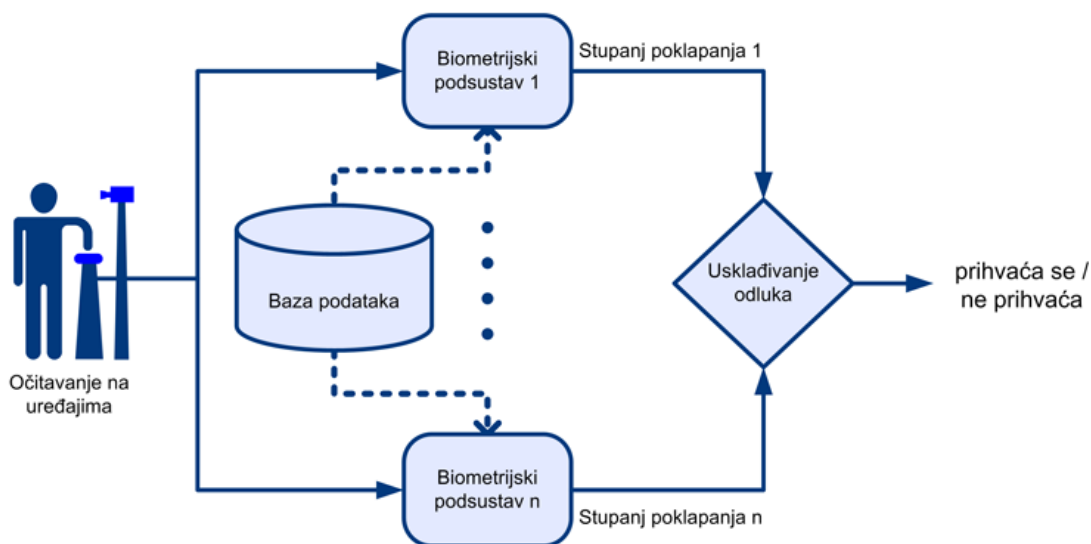 Biometrijski
podsustav 1
Stupanj poklapanja 1
Baza podataka
Usklađivanje
odluka
prihvaća se /
ne prihvaća
Očitavanje na
uređajima
Biometrijski
podsustav n
Stupanj poklapanja n